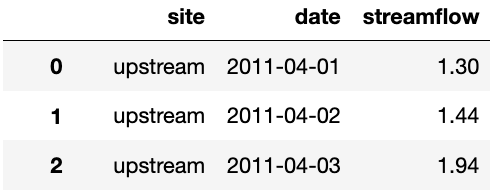 site date streamflow
0 upstream 2011-04-01 1.30
1 upstream 2011-04-02 1.44
2 upstream 2011-04-03 1.94